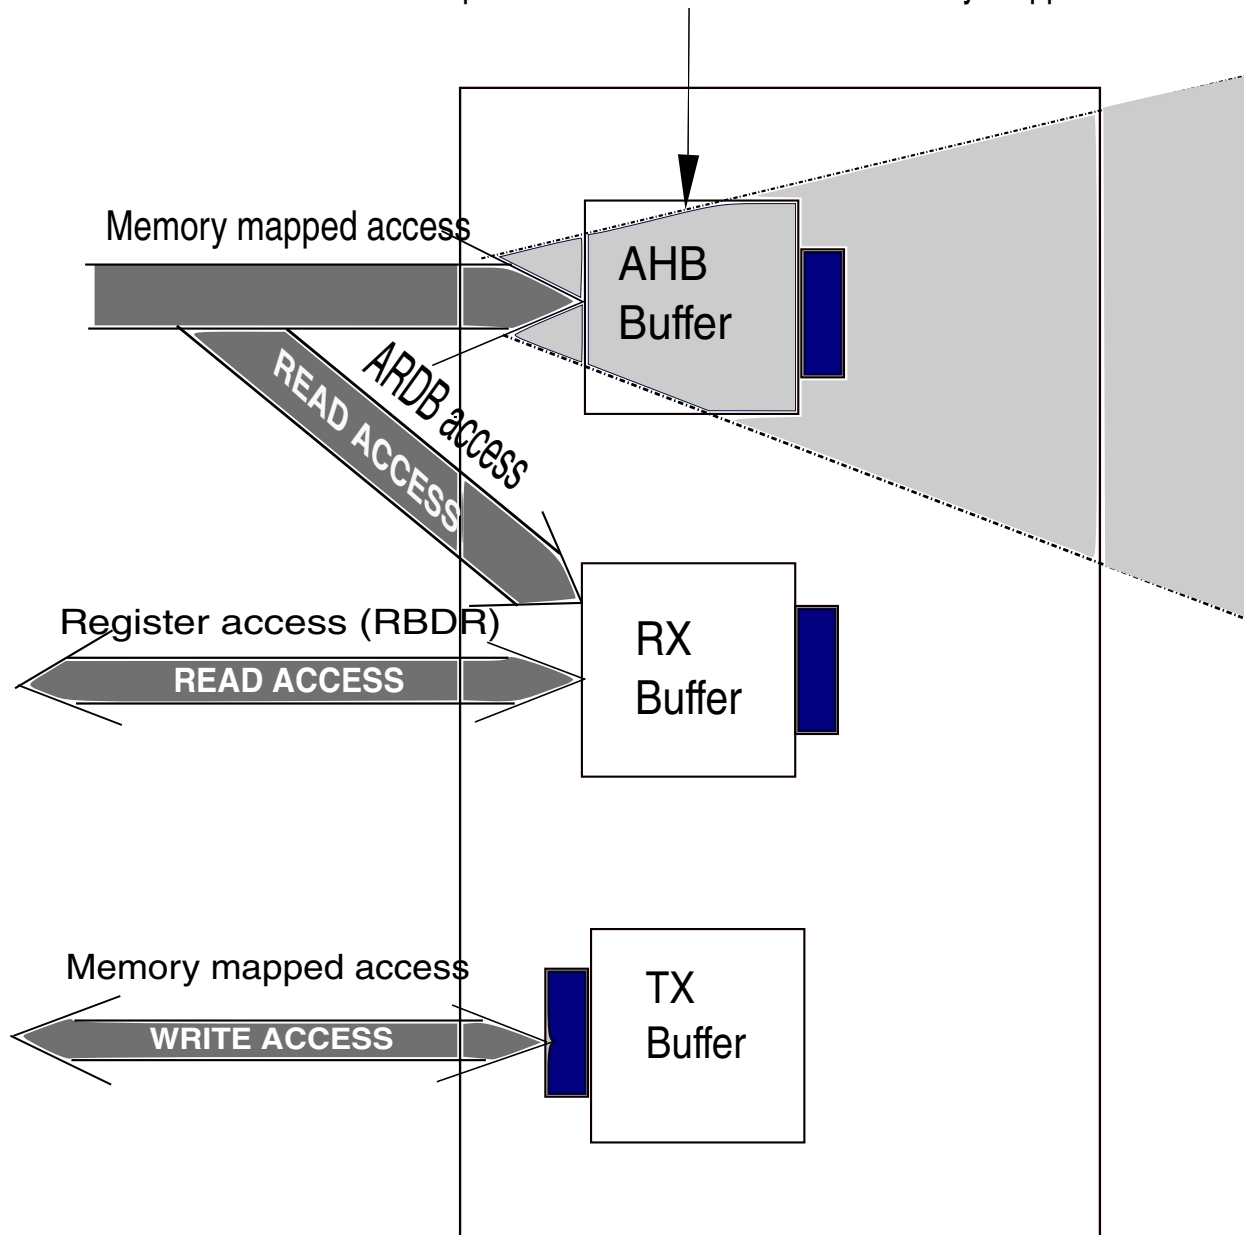 Memory mapped access
AHB
Buffer
ARDB access
READ ACCESS
Register access (RBDR)
READ ACCESS
RX
Buffer
Memory mapped access
WRITE ACCESS
TX
Buffer